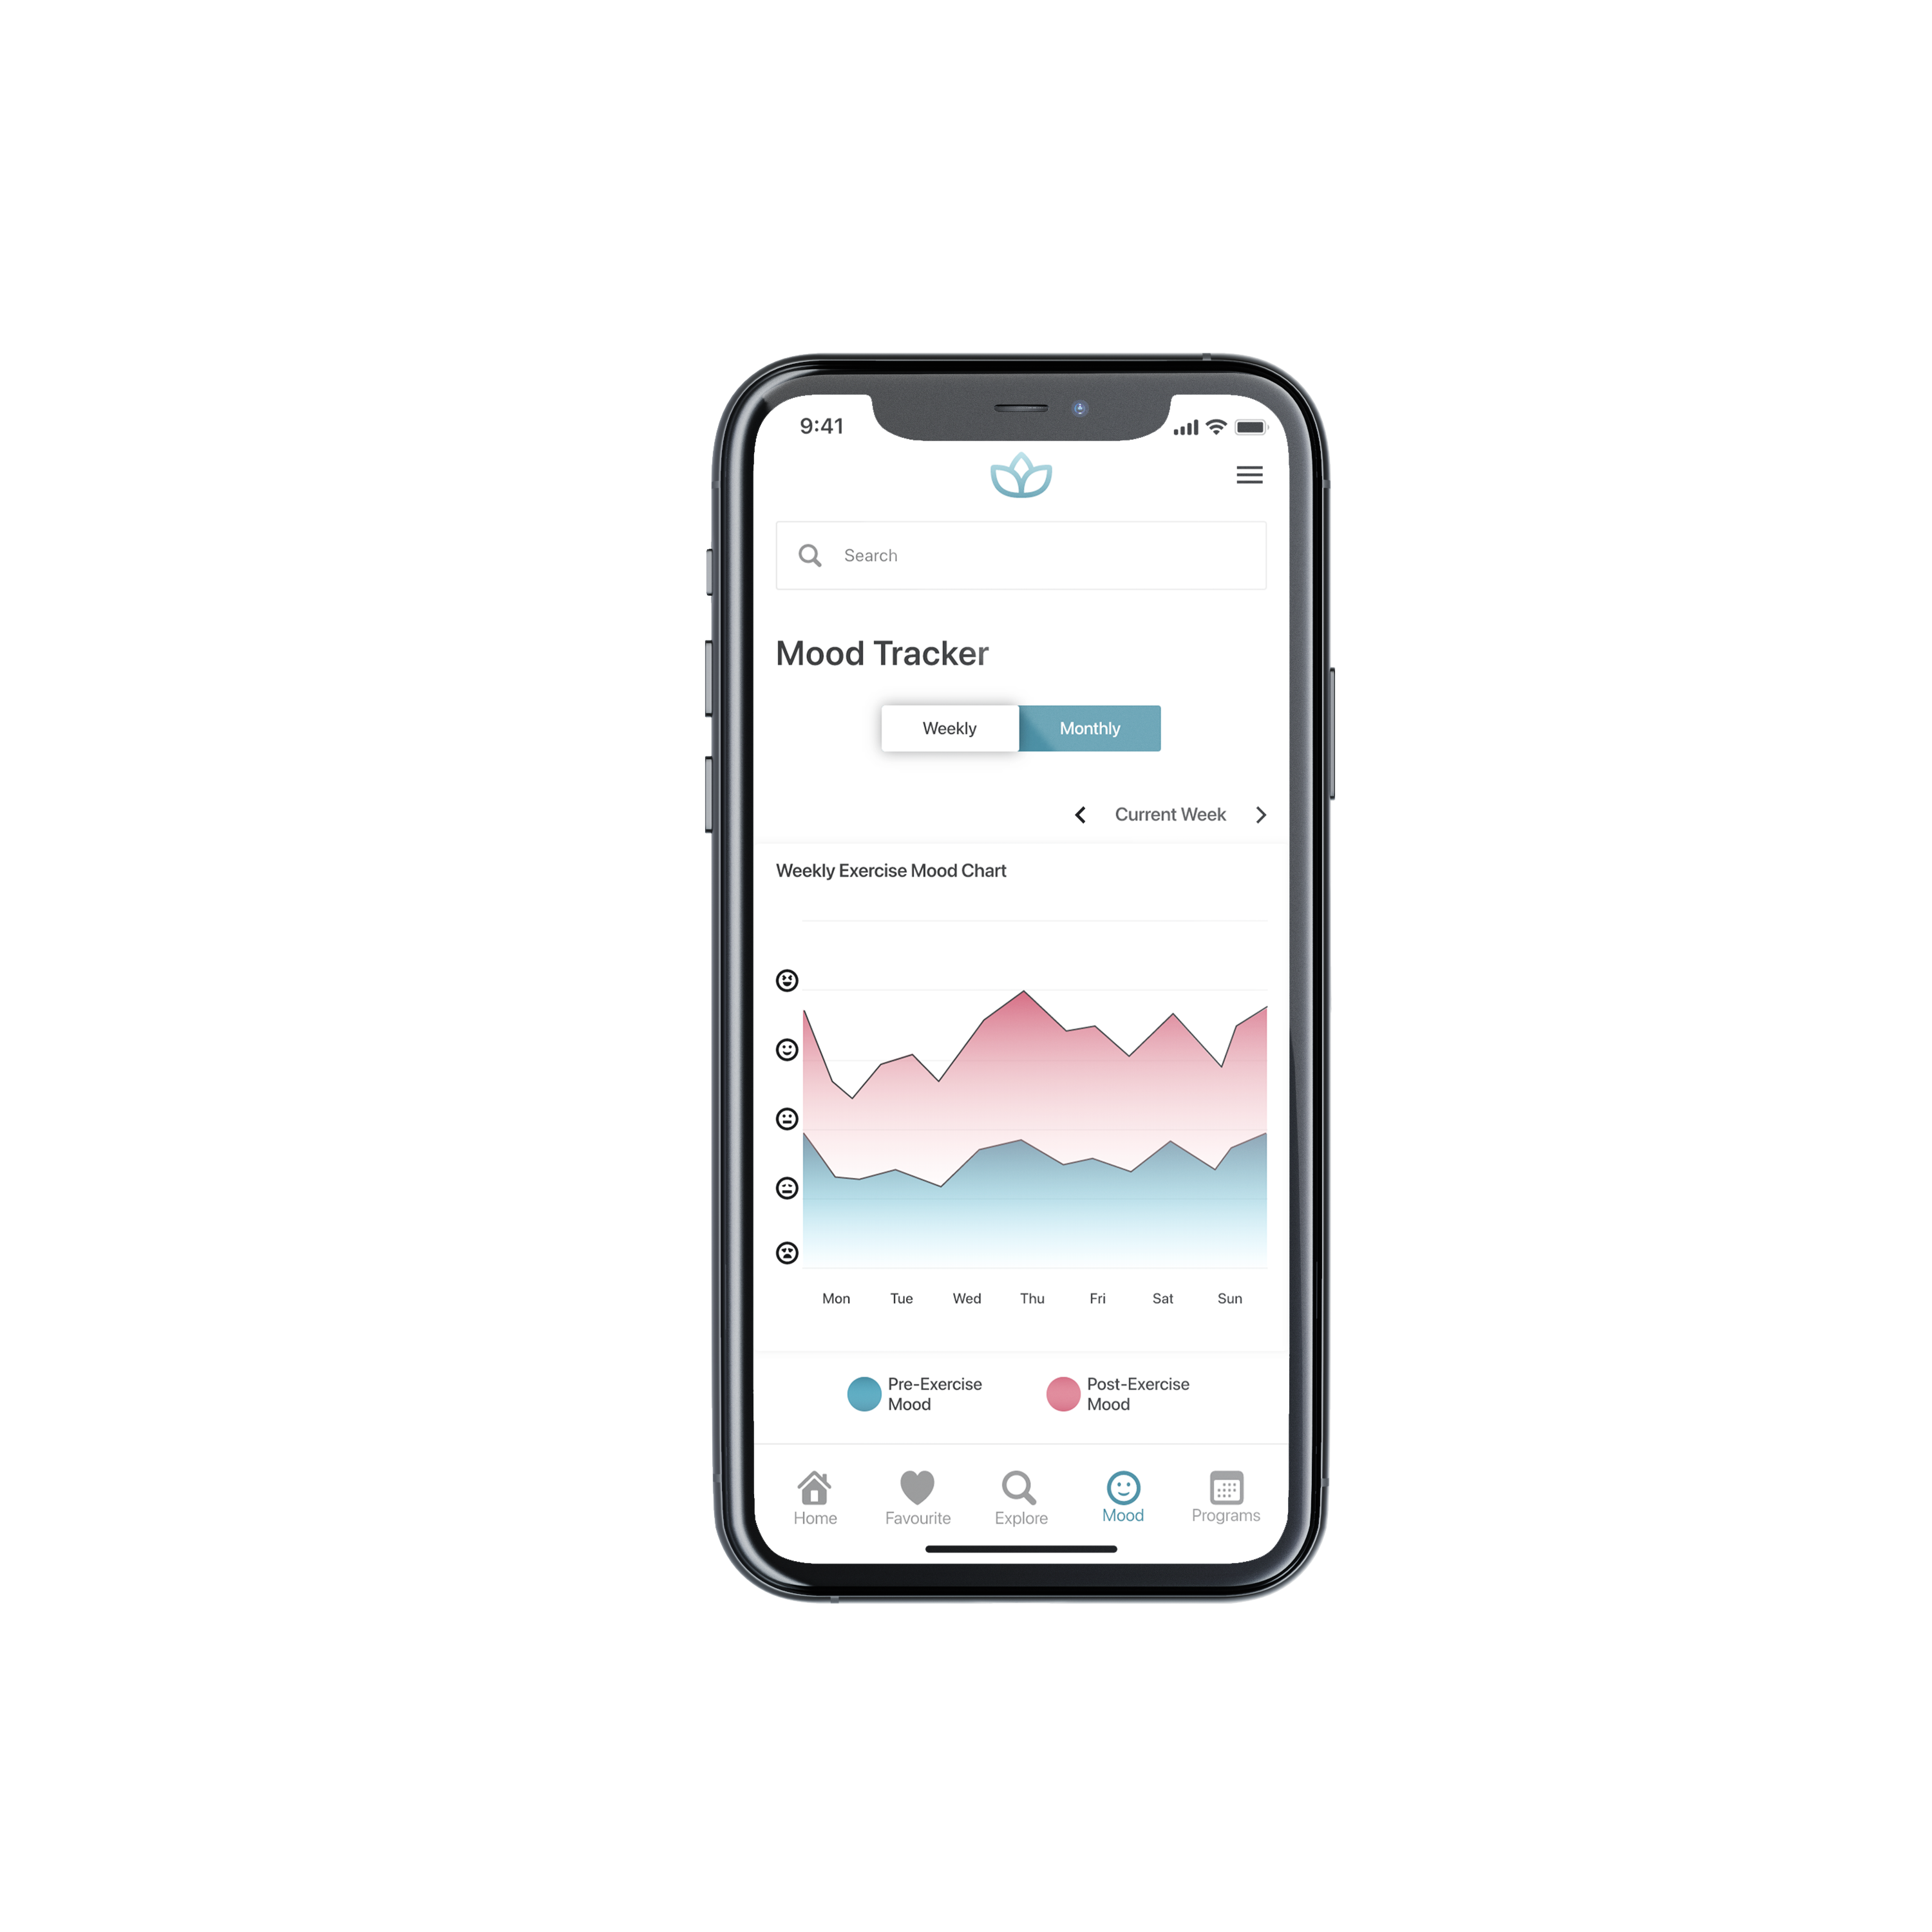 9:41
Search
Mood Tracker
Weekly Monthly
Current Week
Weekly Exercise Mood Chart
Mon Tue Wed Thu Fri Sat Sun
Pre-Exercise
Mood
Post-Exercise
Mood
Home Favourite Explore Mood Programs